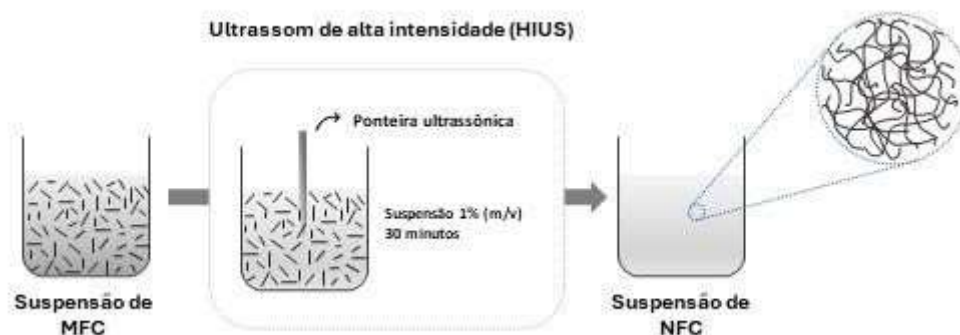 Ultrassom de alta intensidade (HIUS)
Ponteira ultrassônica
Suspensão 1% (m/v)
30 minutos
Suspensão de
MFC
Suspensão de
NFC